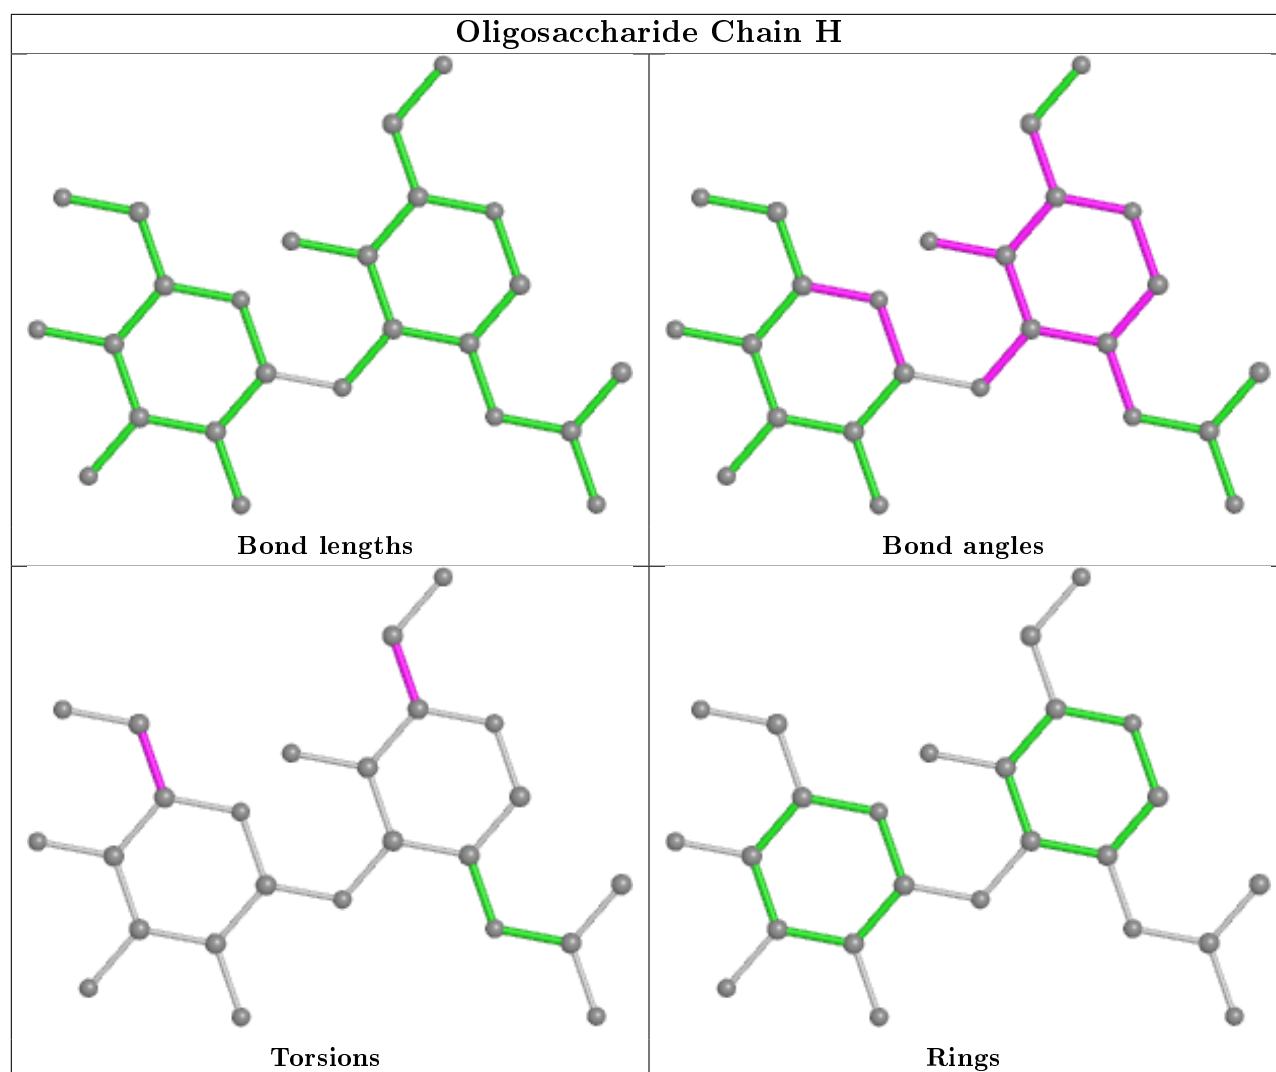 Oligosaccharide Chain H
Bond lengths
Bond angles
Torsions
Rings